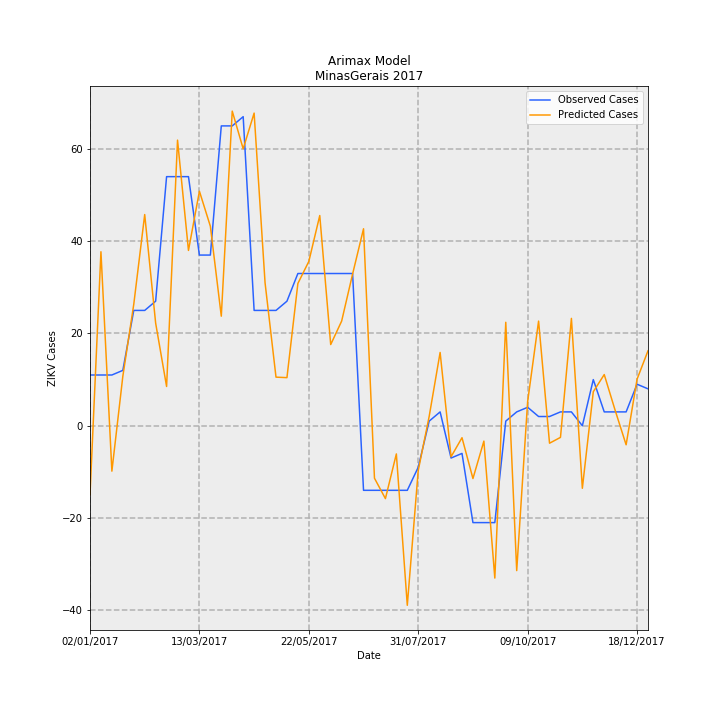 Arimax Model
MinasGerais 2017
Observed Cases
Predicted Cases
ZIKV Cases
60
40
20
0
−20
−40
02/01/2017 13/03/2017 22/05/2017 31/07/2017 09/10/2017 18/12/2017
Date